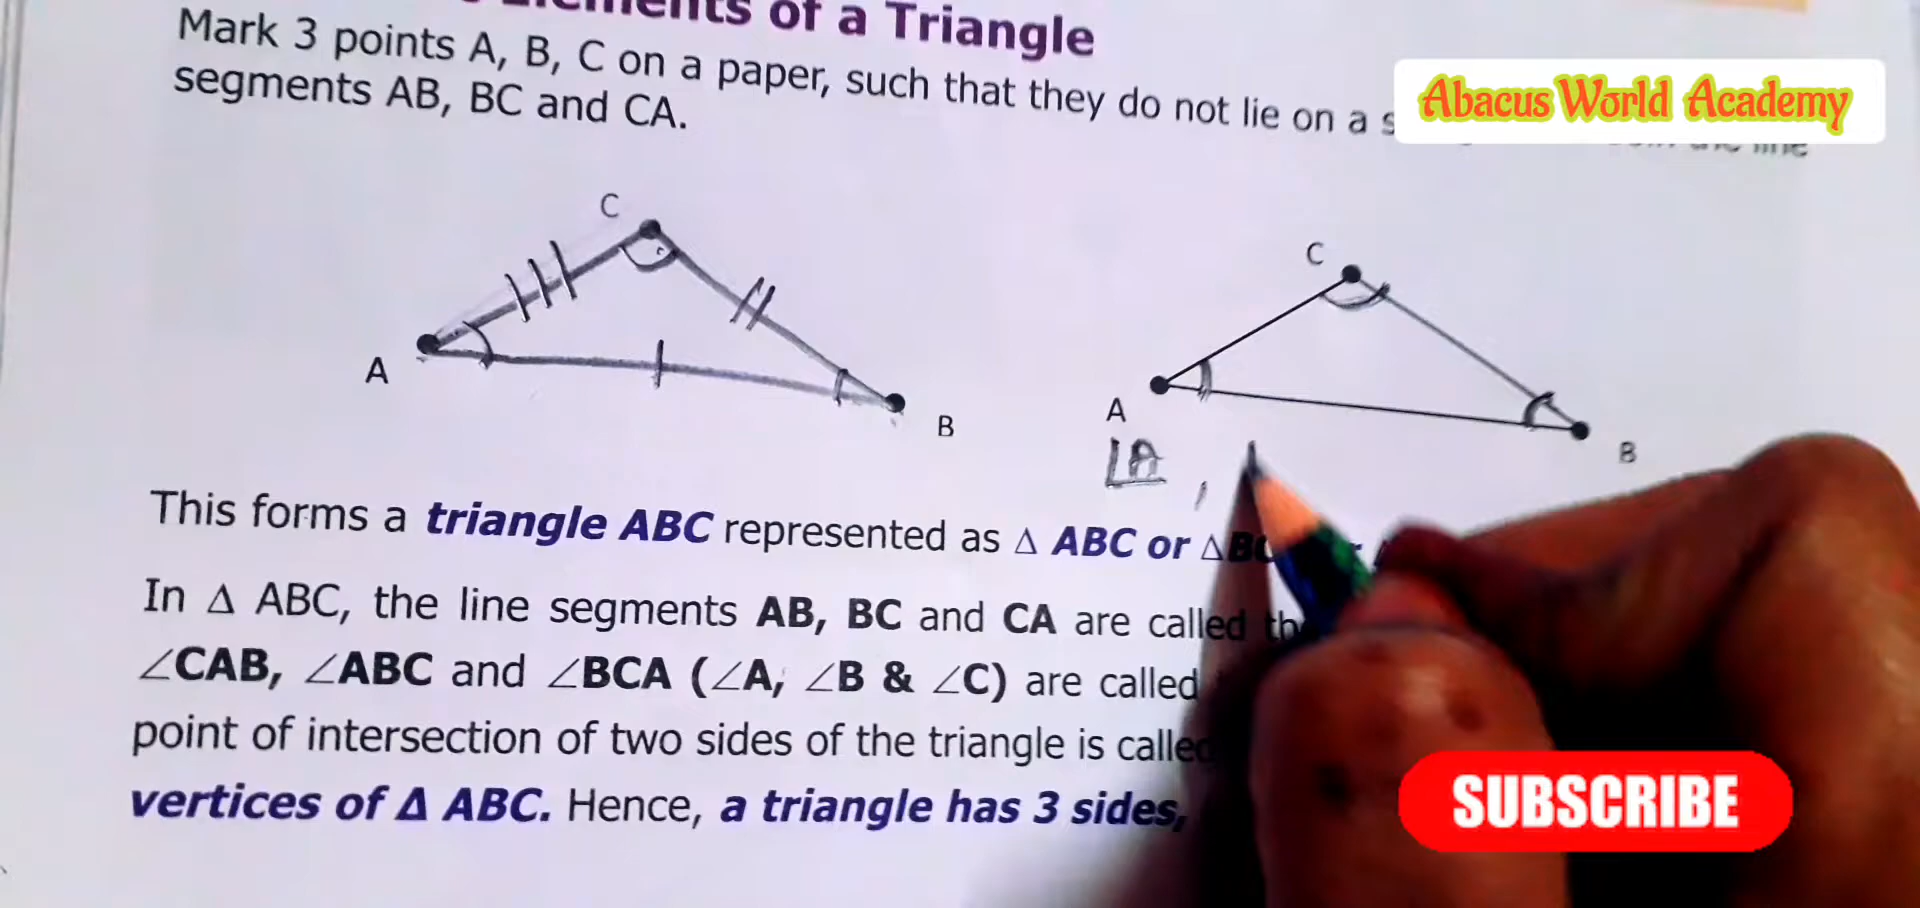 Elements of a Triangle
Mark 3 points A, B, C on a paper, such that they do not lie on a
segments AB, BC and CA.
Abacus World Academy
the line
C
A
B
C
A
B
∠A ,
This forms a triangle ABC represented as Δ ABC or Δ
In Δ ABC, the line segments AB, BC and CA are called
∠CAB, ∠ABC and ∠BCA (∠A, ∠B & ∠C) are called
point of intersection of two sides of the triangle is called
vertices of Δ ABC. Hence, a triangle has 3 sides,
SUBSCRIBE